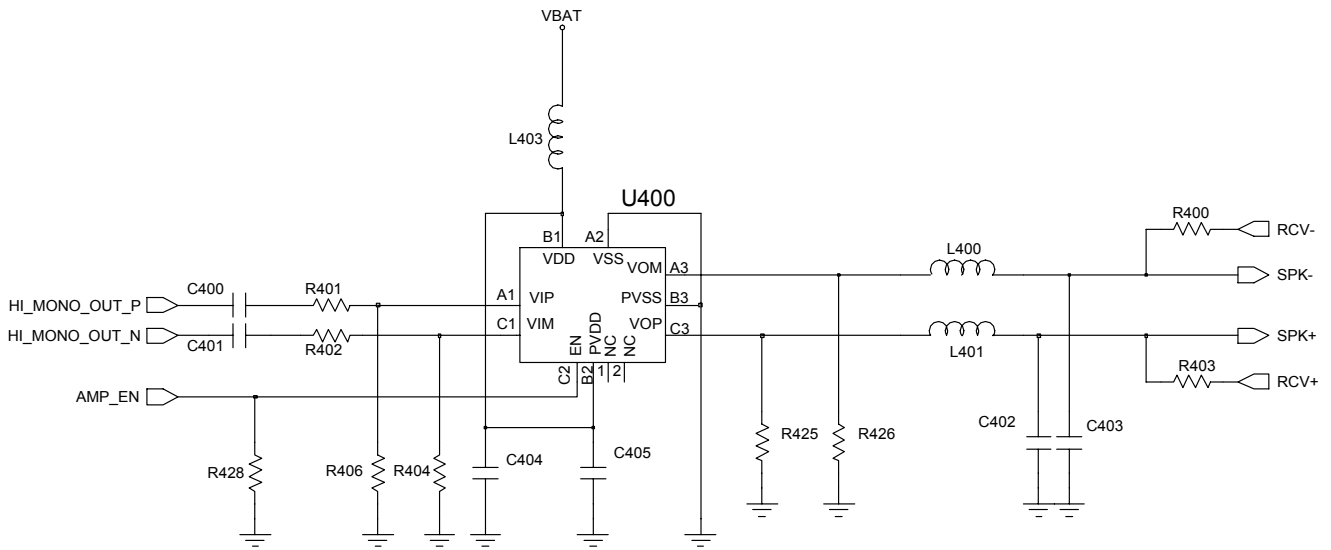 VBAT
L403
U400
B1
A2
VDD
VSS
VOM
A3
PVSS
B3
VOP
C3
A1
VIP
C1
VIM
EN
PVDD
NC
NC
C2
B2
1
2
HI_MONO_OUT_P
C400
R401
HI_MONO_OUT_N
C401
R402
AMP_EN
R428
R406
R404
C404
C405
R425
R426
L400
L401
R400
RCV-
SPK-
SPK+
R403
RCV+
C402
C403